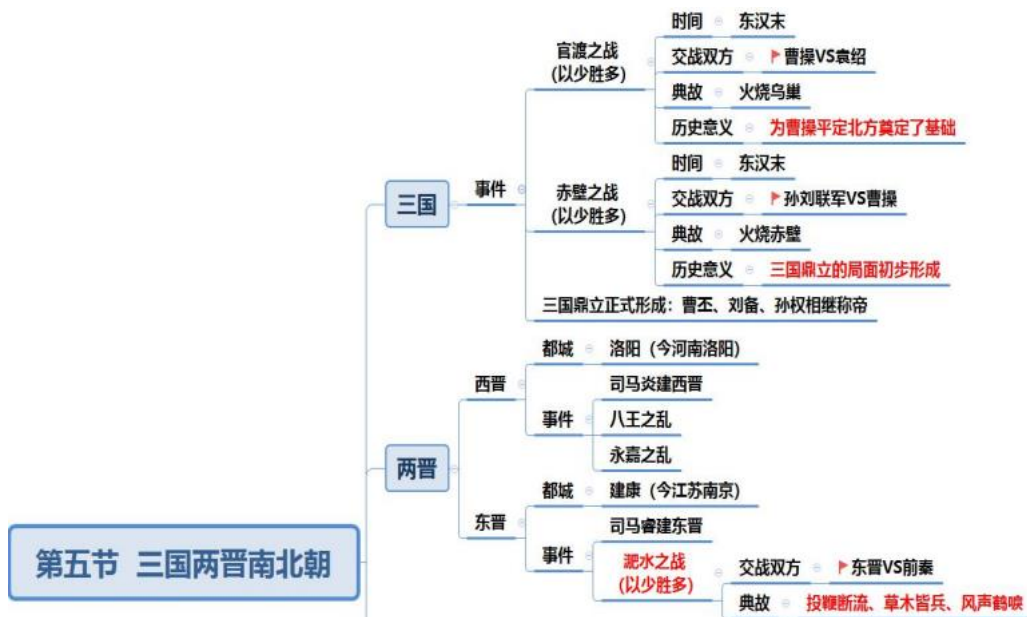 第五节 三国两晋南北朝
三国
事件
官渡之战
(以少胜多)
时间
东汉末
交战双方
曹操VS袁绍
典故
火烧乌巢
历史意义
为曹操平定北方奠定了基础
赤壁之战
(以少胜多)
时间
东汉末
交战双方
孙刘联军VS曹操
典故
火烧赤壁
历史意义
三国鼎立的局面初步形成
三国鼎立正式形成：曹丕、刘备、孙权相继称帝
两晋
西晋
都城
洛阳（今河南洛阳）
事件
司马炎建西晋
八王之乱
永嘉之乱
东晋
都城
建康（今江苏南京）
事件
司马睿建东晋
淝水之战
(以少胜多)
交战双方
东晋VS前秦
典故
投鞭断流、草木皆兵、风声鹤唳